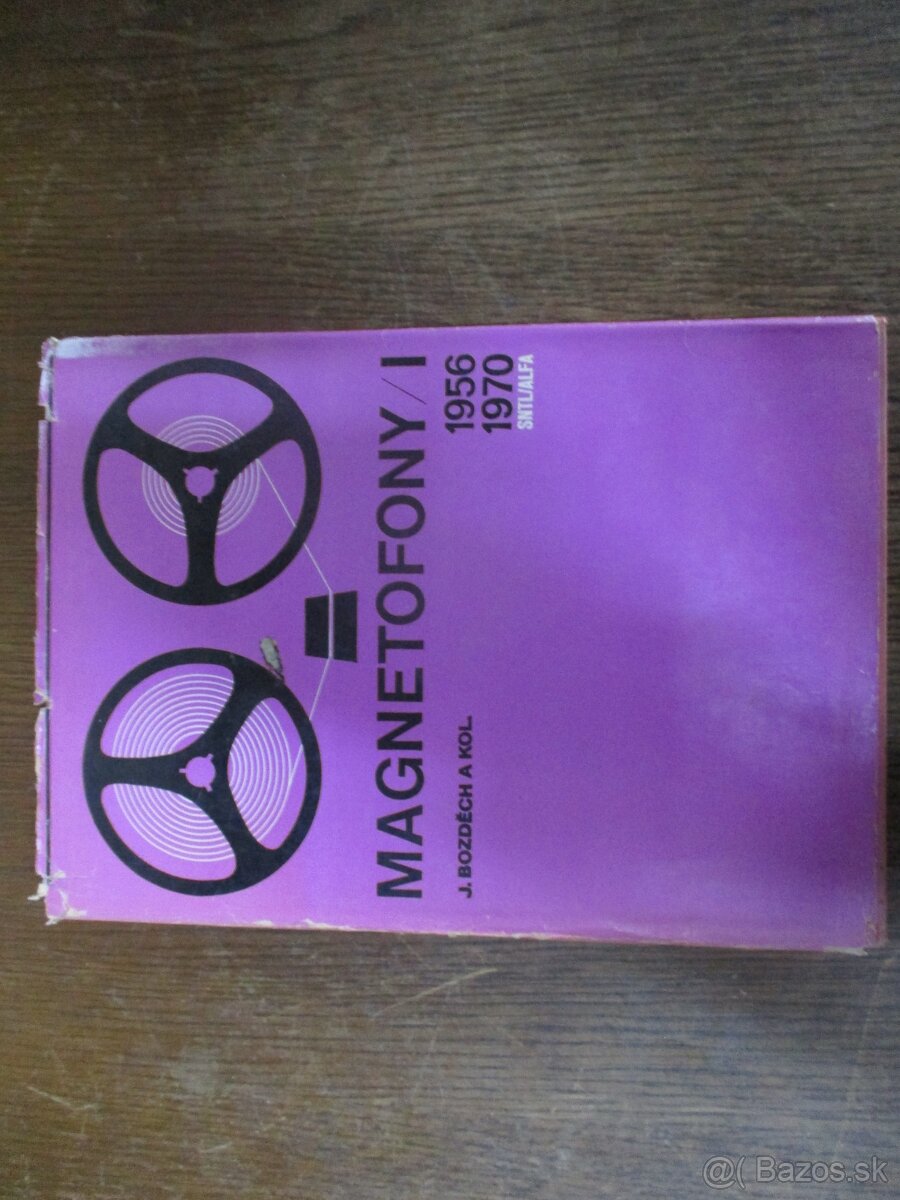 MAGNETOFONY/I
J. BOZDĚCH A KOL.
1956
1970
SNTL/ALFA
@( Bazos.sk